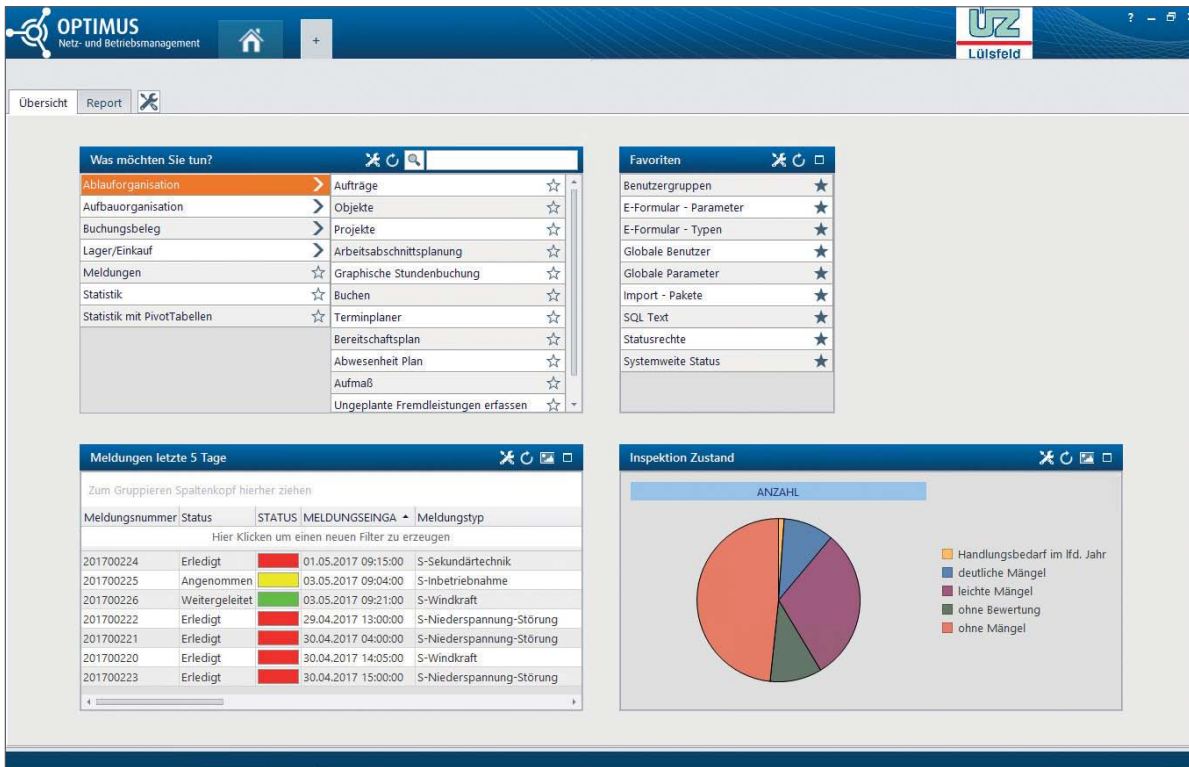 OPTIMUS
Netz- und Betriebsmanagement
+
ÜZ
Lülsfeld
?
Übersicht Report
Was möchten Sie tun?
Ablauforganisation
Aufbauorganisation
Buchungsbeleg
Lager/Einkauf
Meldungen
Statistik
Statistik mit PivotTabellen
Aufträge
Objekte
Projekte
Arbeitsabschnittsplanung
Graphische Stundenbuchung
Buchen
Terminplaner
Bereitschaftsplan
Abwesenheit Plan
Aufmaß
Ungeplante Fremdleistungen erfassen
Favoriten
Benutzergruppen
E-Formular - Parameter
E-Formular - Typen
Globale Benutzer
Globale Parameter
Import - Pakete
SQL Text
Statusrechte
Systemweite Status
Meldungen letzte 5 Tage
Zum Gruppieren Spaltenkopf hierher ziehen
Meldungsnummer Status STATUS MELDUNGSEINGA Meldungstyp
Hier Klicken um einen neuen Filter zu erzeugen
201700224 Erledigt 01.05.2017 09:15:00 S-Sekundärtechnik
201700225 Angenommen 03.05.2017 09:04:00 S-Inbetriebnahme
201700226 Weitergeleitet 03.05.2017 09:21:00 S-Windkraft
201700222 Erledigt 29.04.2017 13:00:00 S-Niederspannung-Störung
201700221 Erledigt 30.04.2017 04:00:00 S-Niederspannung-Störung
201700220 Erledigt 30.04.2017 14:05:00 S-Windkraft
201700223 Erledigt 30.04.2017 15:00:00 S-Niederspannung-Störung
Inspektion Zustand
ANZAHL
Handlungsbedarf im lfd. Jahr
deutliche Mängel
leichte Mängel
ohne Bewertung
ohne Mängel